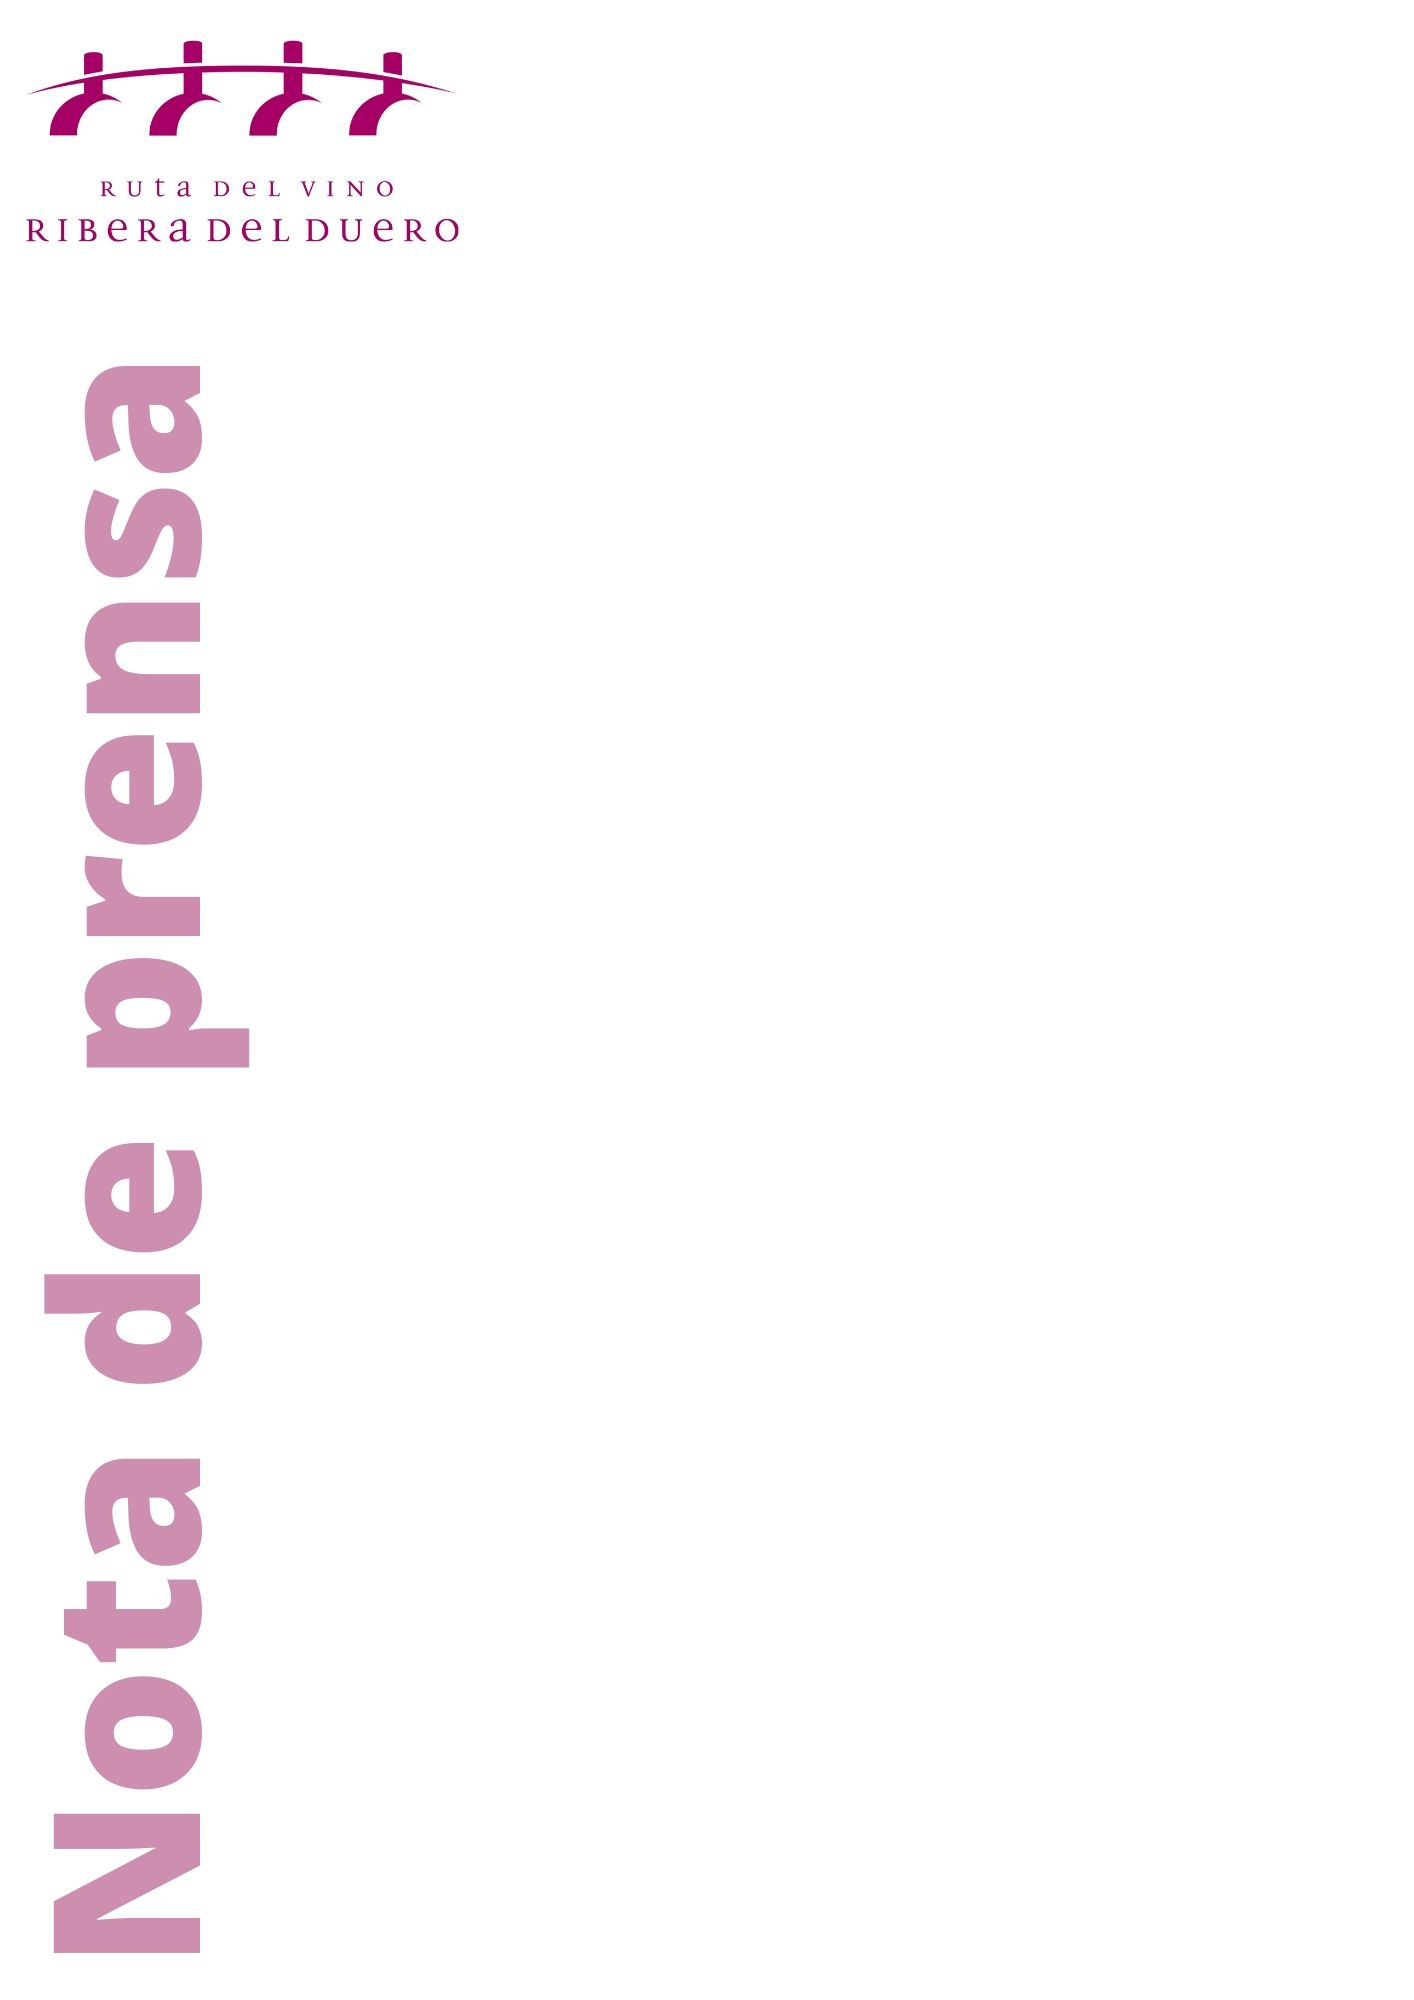 Ruta Del VINO
RIBeRa Del DUeRO
Nota de prensa